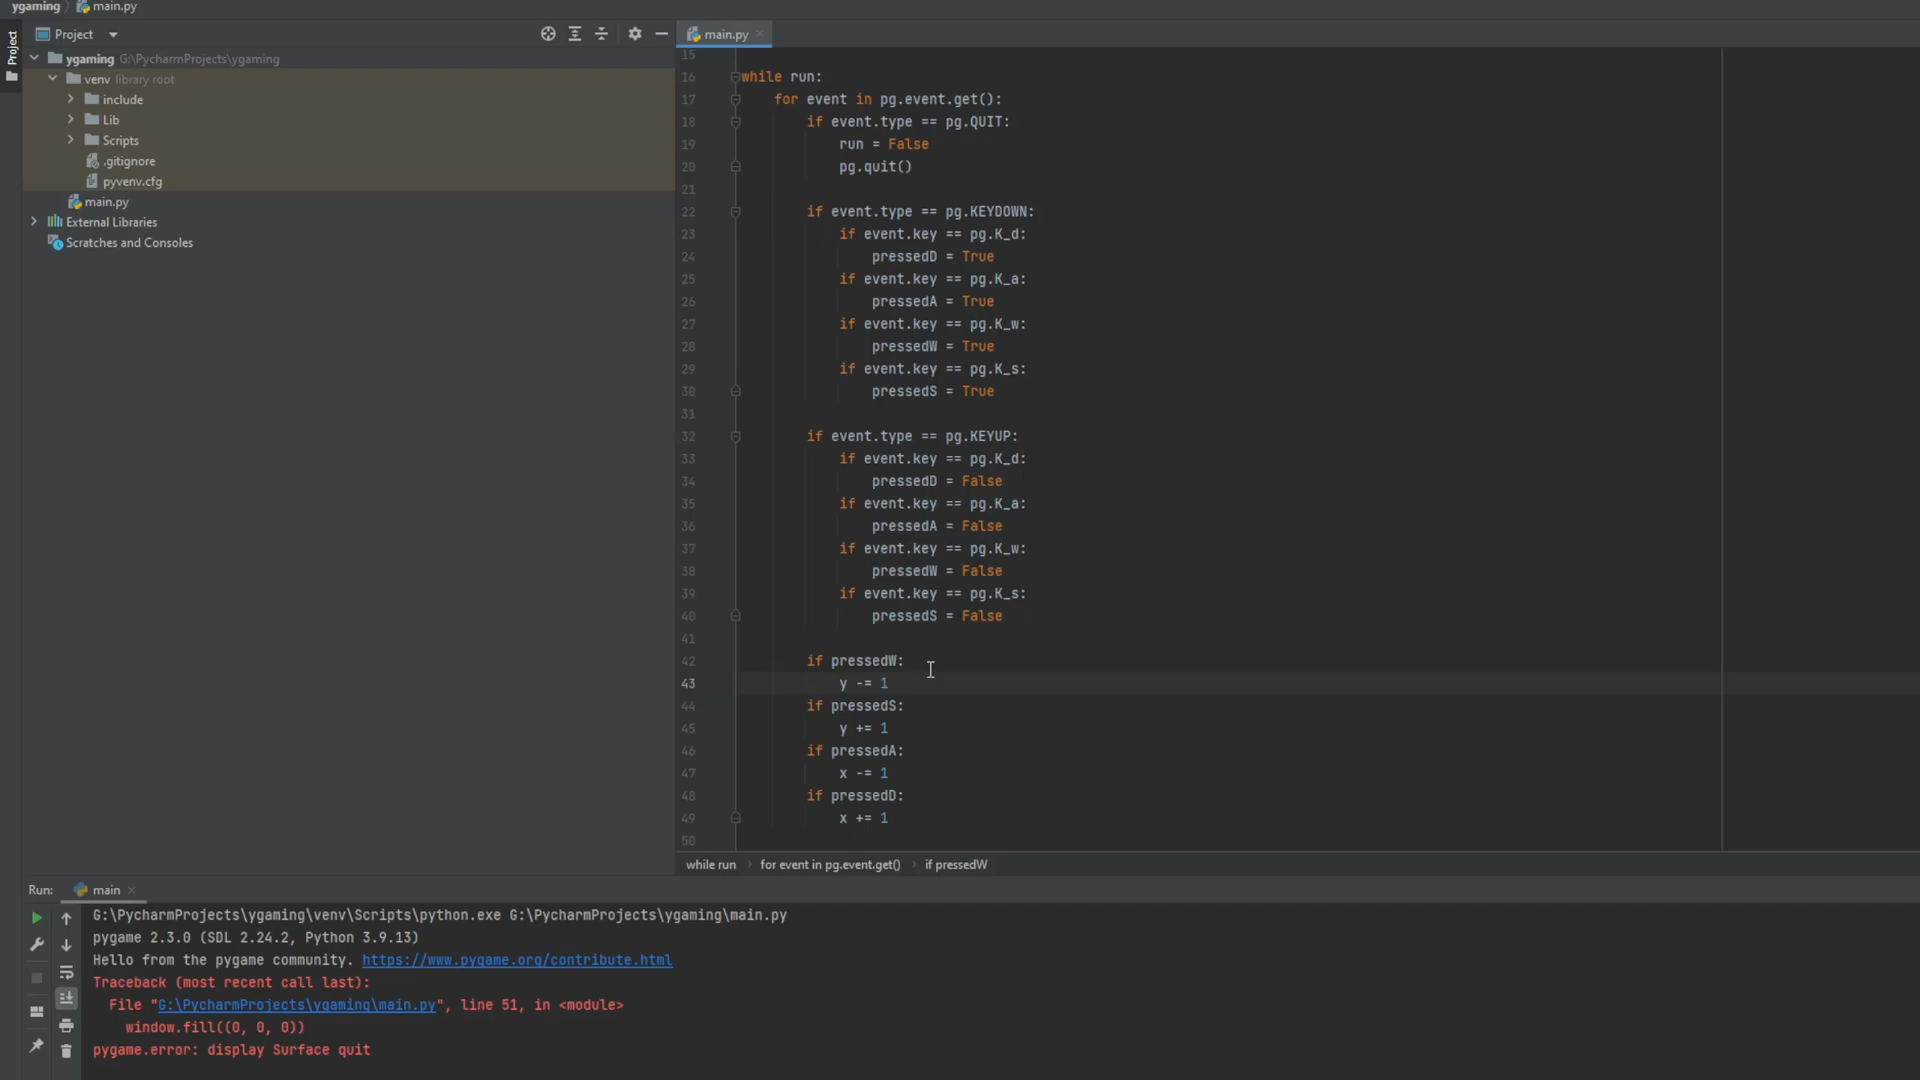 ygaming › main.py
Project
Project
ygaming G:\PycharmProjects\ygaming
venv library root
include
Lib
Scripts
.gitignore
pyvenv.cfg
main.py
External Libraries
Scratches and Consoles
main.py
15
16 while run:
17     for event in pg.event.get():
18         if event.type == pg.QUIT:
19             run = False
20             pg.quit()
21
22         if event.type == pg.KEYDOWN:
23             if event.key == pg.K_d:
24                 pressedD = True
25             if event.key == pg.K_a:
26                 pressedA = True
27             if event.key == pg.K_w:
28                 pressedW = True
29             if event.key == pg.K_s:
30                 pressedS = True
31
32         if event.type == pg.KEYUP:
33             if event.key == pg.K_d:
34                 pressedD = False
35             if event.key == pg.K_a:
36                 pressedA = False
37             if event.key == pg.K_w:
38                 pressedW = False
39             if event.key == pg.K_s:
40                 pressedS = False
41
42         if pressedW:
43             y -= 1
44         if pressedS:
45             y += 1
46         if pressedA:
47             x -= 1
48         if pressedD:
49             x += 1
50
while run › for event in pg.event.get() › if pressedW
Run: main
G:\PycharmProjects\ygaming\venv\Scripts\python.exe G:\PycharmProjects\ygaming\main.py
pygame 2.3.0 (SDL 2.24.2, Python 3.9.13)
Hello from the pygame community. https://www.pygame.org/contribute.html
Traceback (most recent call last):
  File "G:\PycharmProjects\ygaming\main.py", line 51, in <module>
    window.fill((0, 0, 0))
pygame.error: display Surface quit